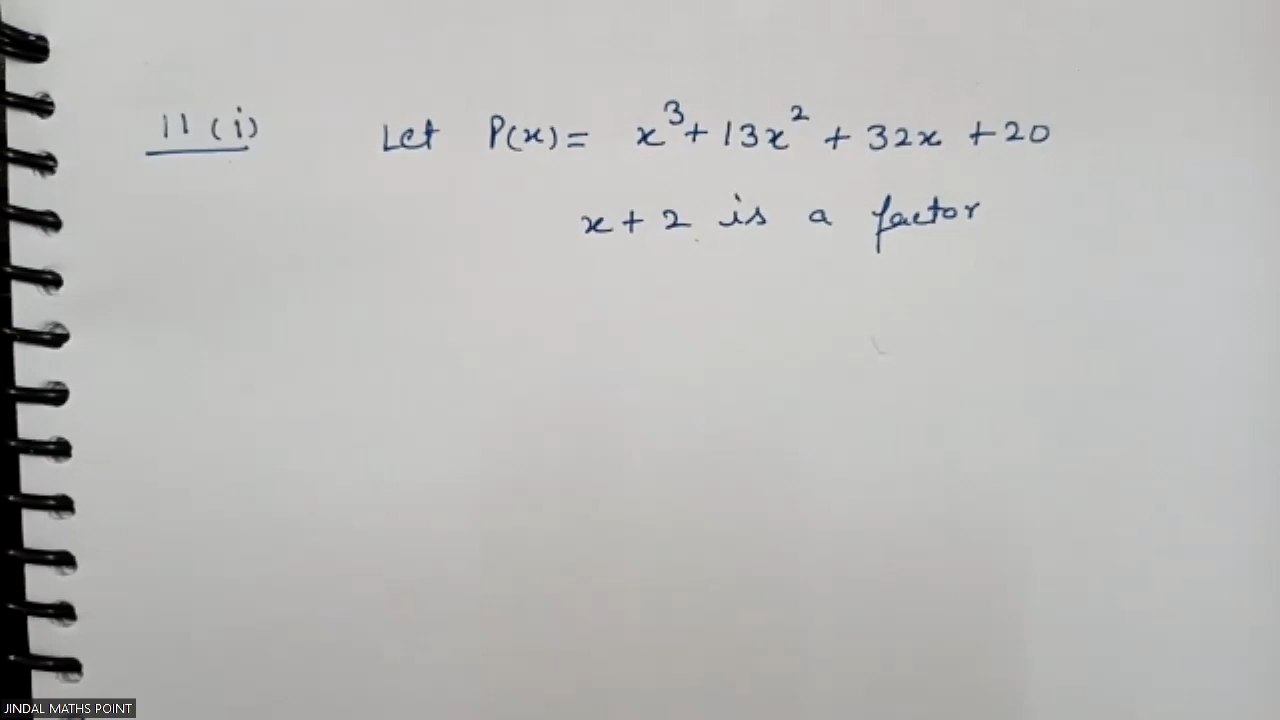 11 (i) Let P(x) = x³ + 13x² + 32x + 20
x + 2 is a factor
JINDAL MATHS POINT